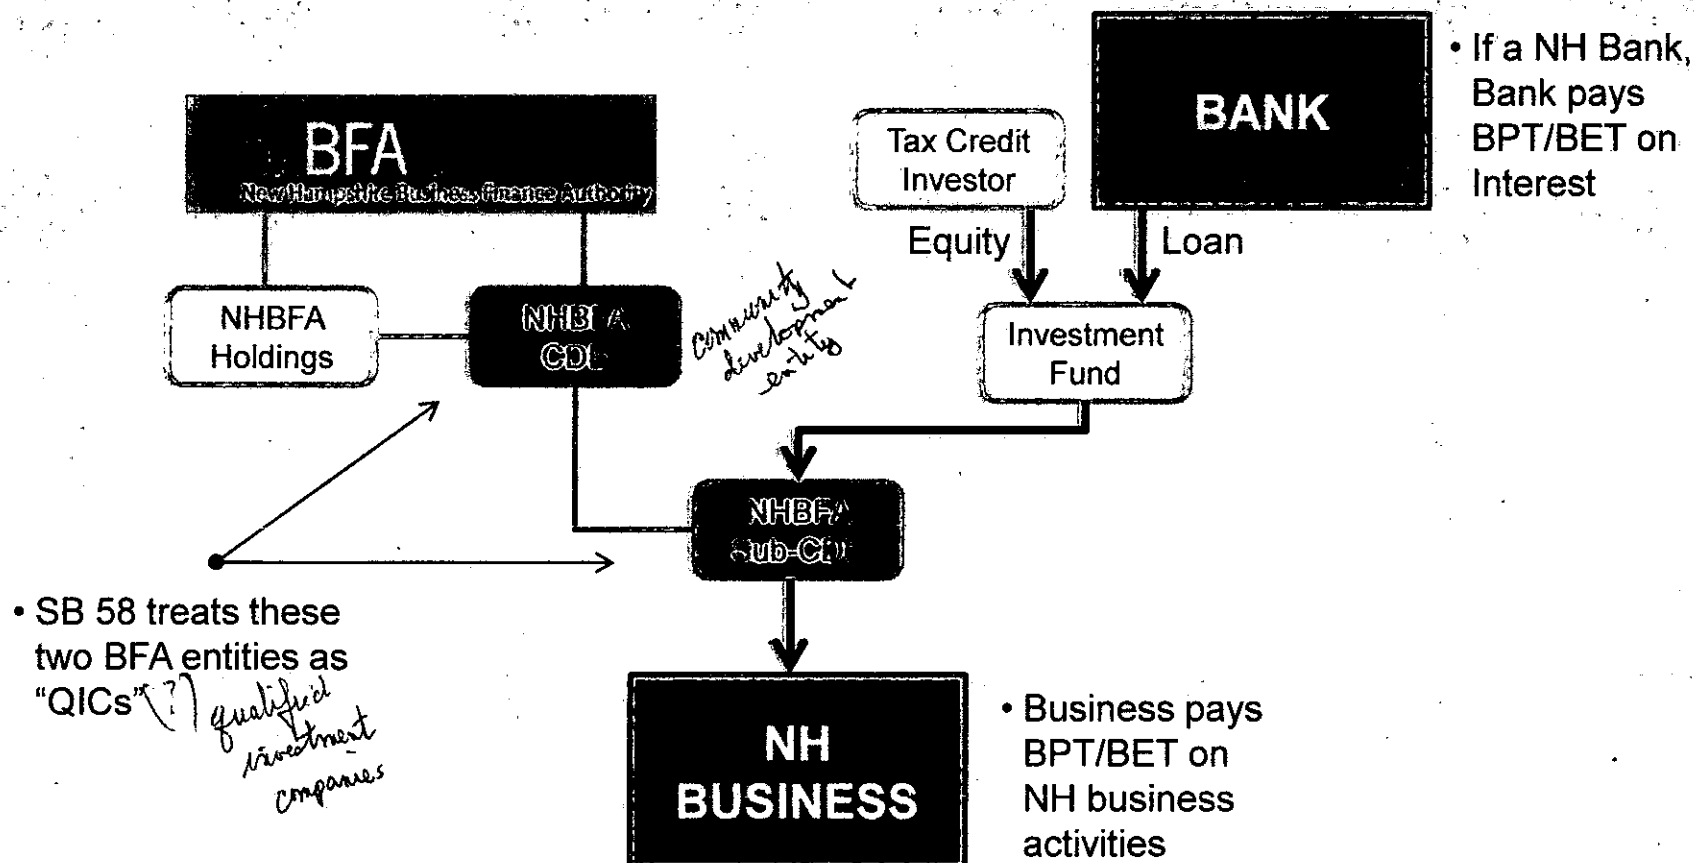 BFA
New Hampshire Business Finance Authority
BANK
• If a NH Bank,
Bank pays
BPT/BET on
Interest
Tax Credit
Investor
Equity
Loan
NHBFA
Holdings
NHBFA
CDE
community
development
entity
Investment
Fund
NHBFA
Sub-CDE
• SB 58 treats these
two BFA entities as
“QICs” (?)
qualified
investment
companies
NH
BUSINESS
• Business pays
BPT/BET on
NH business
activities